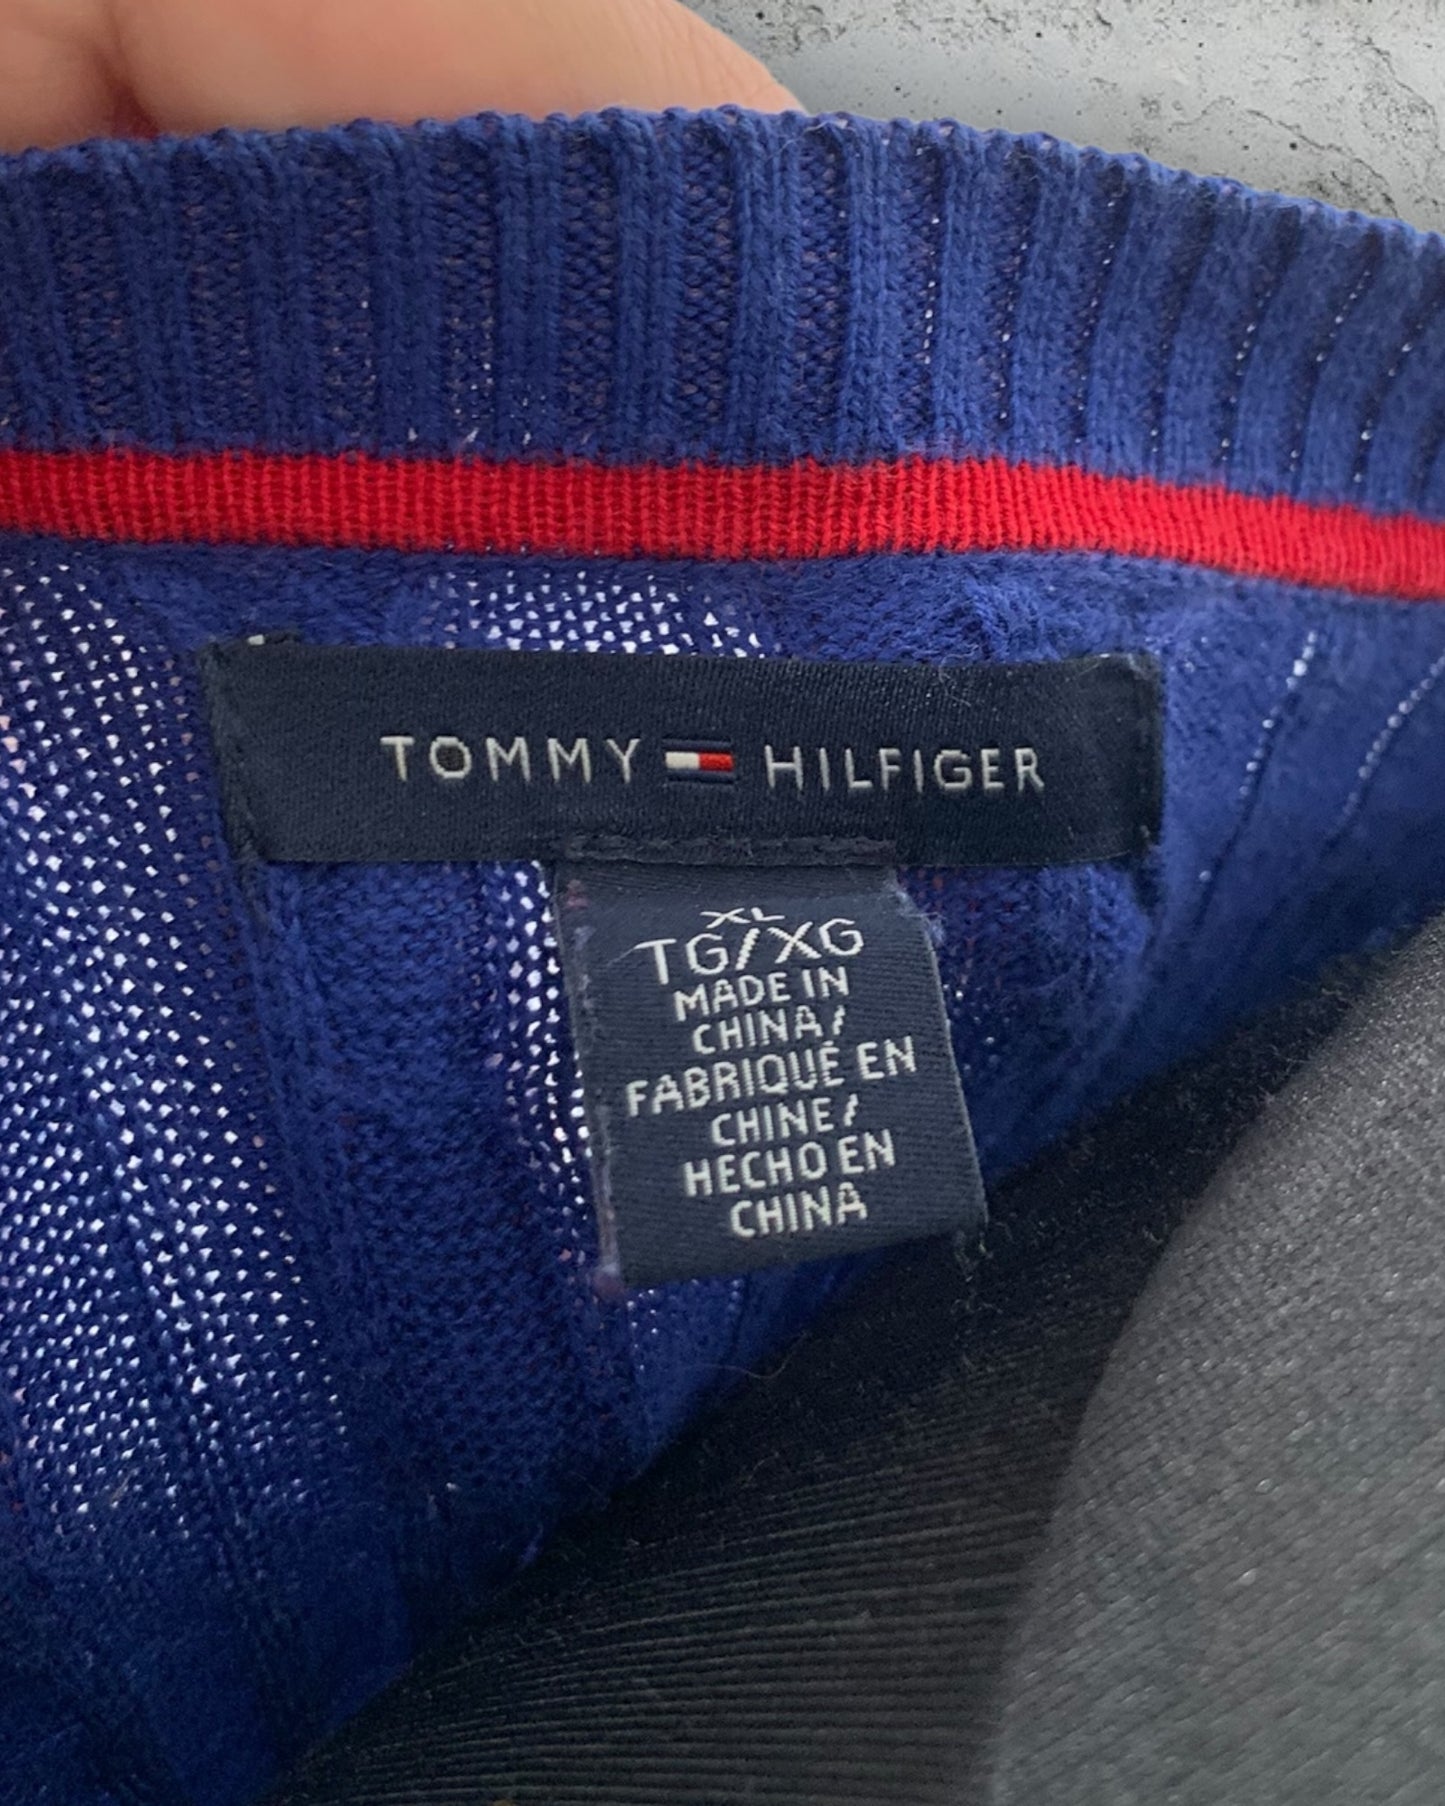 TOMMY HILFIGER
XL
TG/XG
MADE IN
CHINA/
FABRIQUÉ EN
CHINE/
HECHO EN
CHINA